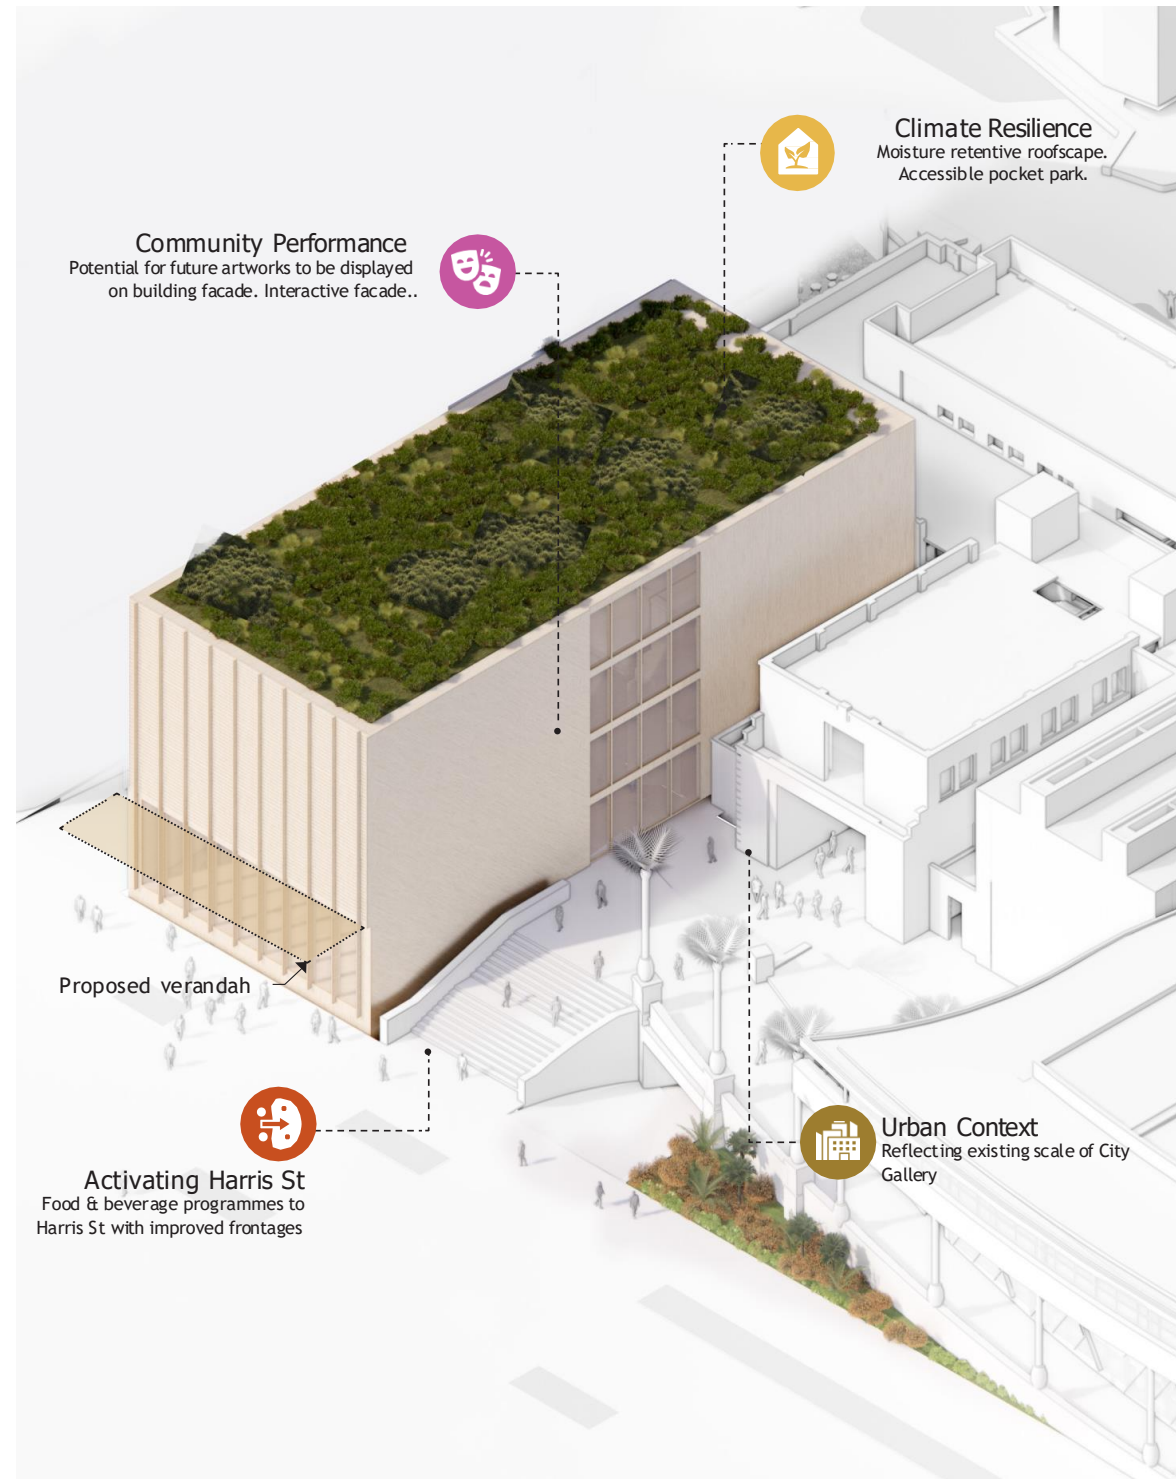 Climate Resilience
Moisture retentive roofscape.
Accessible pocket park.
Community Performance
Potential for future artworks to be displayed
on building facade. Interactive facade..
Proposed verandah
Activating Harris St
Food & beverage programmes to
Harris St with improved frontages
Urban Context
Reflecting existing scale of City
Gallery